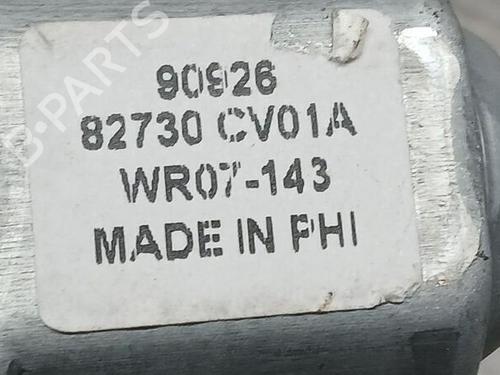 B-PARTS
90926
82730 CV01A
WR07-143
MADE IN PHI